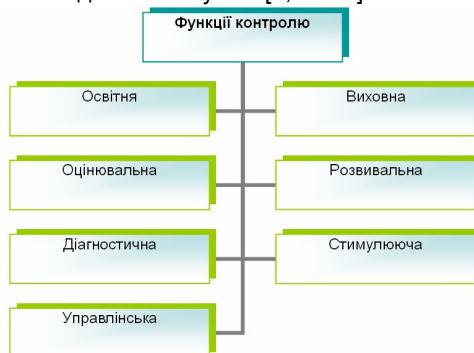 Функції контролю
Освітня
Виховна
Оцінювальна
Розвивальна
Діагностична
Стимулююча
Управлінська